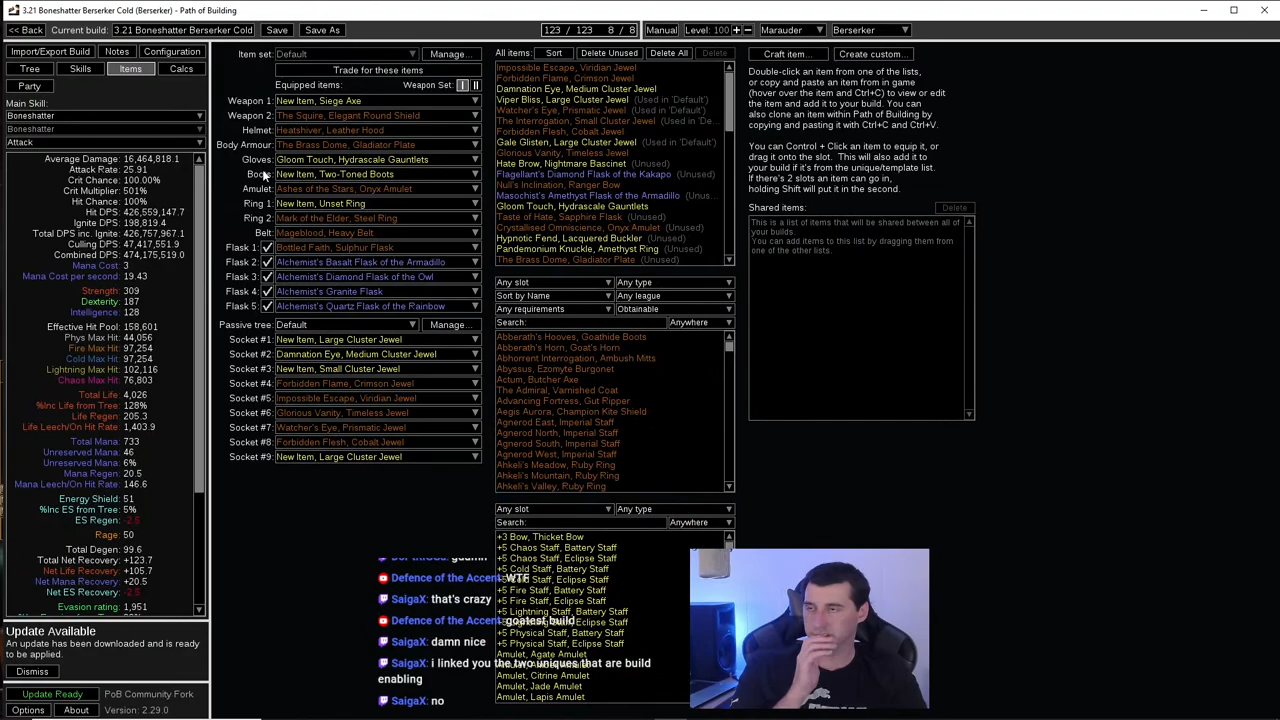 3.21 Boneshatter Berserker Cold (Berserker) - Path of Building
<< Back
Current build:
3.21 Boneshatter Berserker Cold
Save
Save As
123 / 123 8 / 8
Manual
Level: 100
Marauder
Berserker
Import/Export Build
Notes
Configuration
Tree
Skills
Items
Calcs
Party
Main Skill:
Boneshatter
Boneshatter
Attack
Average Damage: 16,464,818.1
Attack Rate: 25.91
Crit Chance: 100.00%
Crit Multiplier: 501%
Hit Chance: 100%
Hit DPS: 426,559,147.7
Ignite DPS: 198,819.4
Total DPS inc. Ignite: 426,757,967.1
Culling DPS: 47,417,551.9
Combined DPS: 474,175,519.0
Mana Cost: 3
Mana Cost per second: 19.43
Strength: 309
Dexterity: 187
Intelligence: 128
Effective Hit Pool: 158,601
Phys Max Hit: 44,056
Fire Max Hit: 97,254
Cold Max Hit: 97,254
Lightning Max Hit: 102,116
Chaos Max Hit: 76,803
Total Life: 4,026
%Inc Life from Tree: 128%
Life Regen: 205.3
Life Leech/On Hit Rate: 1,403.9
Total Mana: 733
Unreserved Mana: 46
Unreserved Mana: 6%
Mana Regen: 20.5
Mana Leech/On Hit Rate: 146.6
Energy Shield: 51
%Inc ES from Tree: 5%
ES Regen: -2.5
Rage: 50
Total Degen: 99.6
Total Net Recovery: +123.7
Net Life Recovery: +105.7
Net Mana Recovery: +20.5
Net ES Recovery: -2.5
Evasion rating: 1,951
Update Available
An update has been downloaded and is ready
to be applied.
Dismiss
Update Ready
PoB Community Fork
Options
About
Version: 2.29.0
Item set: Default
Manage...
Trade for these items
Equipped items:
Weapon Set: I II
Weapon 1: New Item, Siege Axe
Weapon 2: The Squire, Elegant Round Shield
Helmet: Heatshiver, Leather Hood
Body Armour: The Brass Dome, Gladiator Plate
Gloves: Gloom Touch, Hydrascale Gauntlets
Boots: New Item, Two-Toned Boots
Amulet: Ashes of the Stars, Onyx Amulet
Ring 1: New Item, Unset Ring
Ring 2: Mark of the Elder, Steel Ring
Belt: Mageblood, Heavy Belt
Flask 1: Bottled Faith, Sulphur Flask
Flask 2: Alchemist's Basalt Flask of the Armadillo
Flask 3: Alchemist's Diamond Flask of the Owl
Flask 4: Alchemist's Granite Flask
Flask 5: Alchemist's Quartz Flask of the Rainbow
Passive tree: Default
Manage...
Socket #1: New Item, Large Cluster Jewel
Socket #2: Damnation Eye, Medium Cluster Jewel
Socket #3: New Item, Small Cluster Jewel
Socket #4: Forbidden Flame, Crimson Jewel
Socket #5: Impossible Escape, Viridian Jewel
Socket #6: Glorious Vanity, Timeless Jewel
Socket #7: Watcher's Eye, Prismatic Jewel
Socket #8: Forbidden Flesh, Cobalt Jewel
Socket #9: New Item, Large Cluster Jewel
All items:
Sort
Delete Unused
Delete All
Delete
Impossible Escape, Viridian Jewel
Forbidden Flame, Crimson Jewel
Damnation Eye, Medium Cluster Jewel
Viper Bliss, Large Cluster Jewel (Used in 'Default')
Watcher's Eye, Prismatic Jewel (Used in 'Default')
The Interrogation, Small Cluster Jewel (Used in 'De...
Forbidden Flesh, Cobalt Jewel
Gale Glisten, Large Cluster Jewel (Used in 'Default')
Glorious Vanity, Timeless Jewel
Hate Brow, Nightmare Bascinet (Unused)
Flagellant's Diamond Flask of the Kakapo (Unused)
Null's Inclination, Ranger Bow
Masochist's Amethyst Flask of the Armadillo (Unused)
Gloom Touch, Hydrascale Gauntlets
Taste of Hate, Sapphire Flask (Unused)
Crystallised Omniscience, Onyx Amulet (Unused)
Hypnotic Fend, Lacquered Buckler (Unused)
Pandemonium Knuckle, Amethyst Ring (Unused)
The Brass Dome, Gladiator Plate (Unused)
Any slot
Any type
Sort by Name
Any league
Any requirements
Obtainable
Search:
Anywhere
Abberath's Hooves, Goathide Boots
Abberath's Horn, Goat's Horn
Abhorrent Interrogation, Ambush Mitts
Abyssus, Ezomyte Burgonet
Actum, Butcher Axe
The Admiral, Varnished Coat
Advancing Fortress, Gut Ripper
Aegis Aurora, Champion Kite Shield
Agnerod East, Imperial Staff
Agnerod North, Imperial Staff
Agnerod South, Imperial Staff
Agnerod West, Imperial Staff
Ahkeli's Meadow, Ruby Ring
Ahkeli's Mountain, Ruby Ring
Ahkeli's Valley, Ruby Ring
Any slot
Any type
Search:
Anywhere
+3 Bow, Thicket Bow
+5 Chaos Staff, Battery Staff
+5 Chaos Staff, Eclipse Staff
+5 Cold Staff, Battery Staff
Staff, Eclipse Staff
+5 Fire Staff, Battery Staff
+5 Fire Staff, Eclipse Staff
+5 Lightning Staff, Battery Staff
Staff, Eclipse Staff
+5 Physical Staff, Battery Staff
+5 Physical Staff, Eclipse Staff
Amulet, Agate Amulet
Amulet, Citrine Amulet
Amulet, Jade Amulet
Amulet, Lapis Amulet
Craft item...
Create custom...
Double-click an item from one of the lists,
or copy and paste an item from in game
(hover over the item and Ctrl+C) to view or edit
the item and add it to your build. You can
also clone an item within Path of Building by
copying and pasting it with Ctrl+C and Ctrl+V.
You can Control + Click an item to equip it, or
drag it onto the slot. This will also add it to
your build if it's from the unique/template list.
If there's 2 slots an item can go in,
holding Shift will put it in the second.
Shared items:
Delete
This is a list of items that will be shared between all of
your builds.
You can add items to this list by dragging them from
one of the other lists.
Defence of the Accent: WTF
SaigaX: that's crazy
Defence of the Accent: goatest build
SaigaX: damn nice
SaigaX: i linked you the two uniques that are build
enabling
SaigaX: no